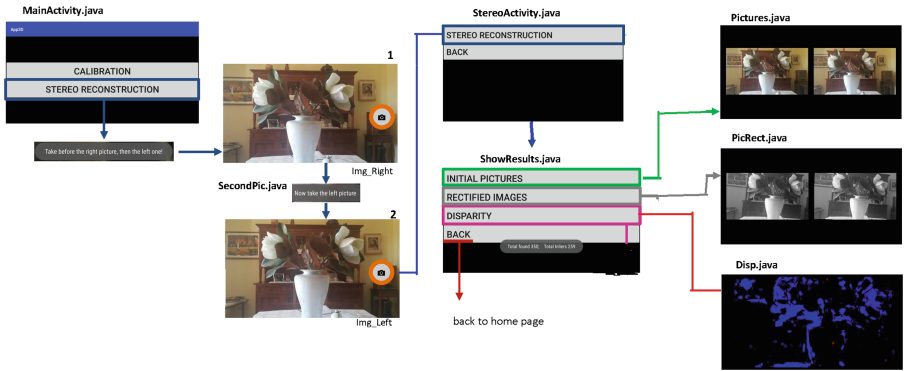 MainActivity.java
App3D
CALIBRATION
STEREO RECONSTRUCTION
Take before the right picture, then the left one!
1
Img_Right
SecondPic.java
Now take the left picture
2
Img_Left
StereoActivity.java
STEREO RECONSTRUCTION
BACK
ShowResults.java
INITIAL PICTURES
RECTIFIED IMAGES
DISPARITY
BACK
Total found 350; Total Inliers 259
back to home page
Pictures.java
PicRect.java
Disp.java